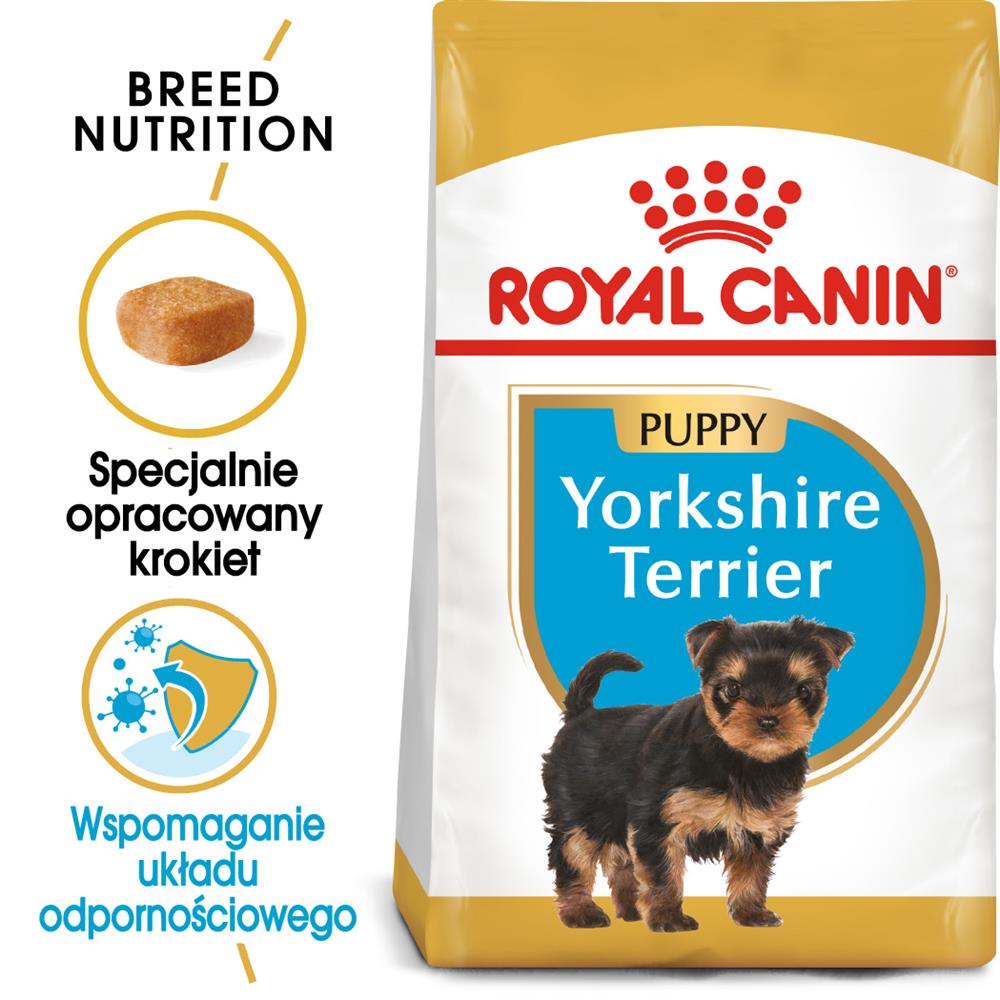 BREED
NUTRITION
Specjalnie
opracowany
krokiet
Wspomaganie
układu
odpornościowego
ROYAL CANIN®
PUPPY
Yorkshire
Terrier